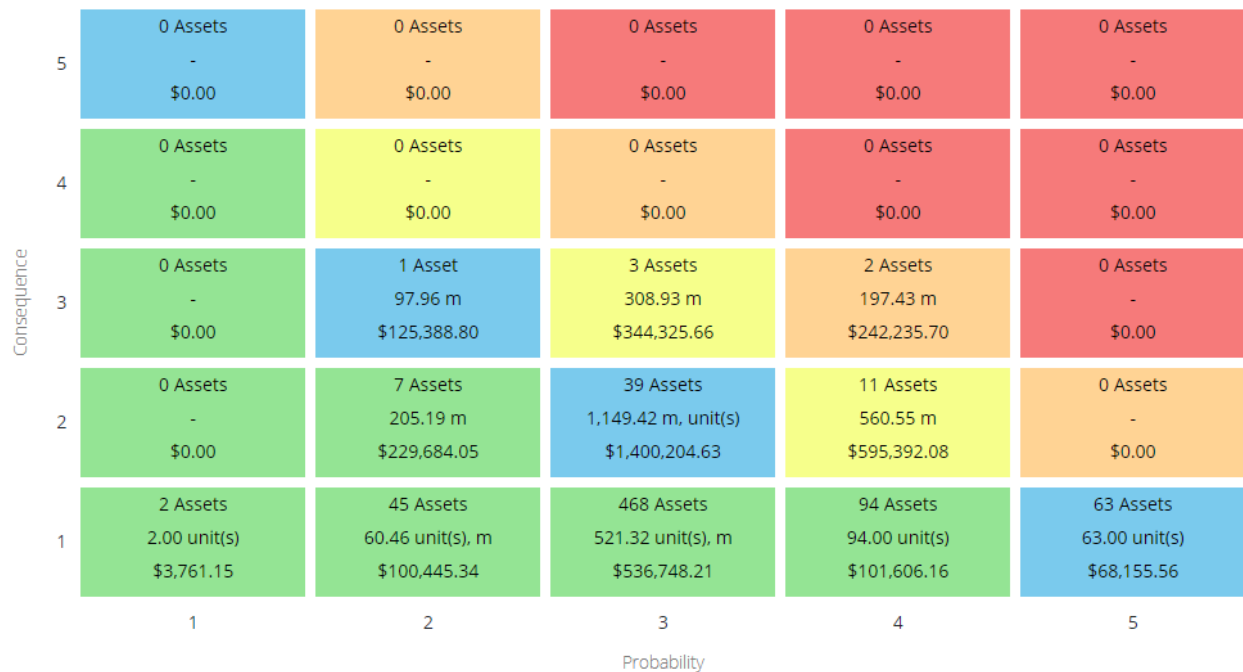 0 Assets
-
$0.00
0 Assets
-
$0.00
0 Assets
-
$0.00
0 Assets
-
$0.00
0 Assets
-
$0.00
5
0 Assets
-
$0.00
0 Assets
-
$0.00
0 Assets
-
$0.00
0 Assets
-
$0.00
0 Assets
-
$0.00
4
Consequence
0 Assets
-
$0.00
1 Asset
97.96 m
$125,388.80
3 Assets
308.93 m
$344,325.66
2 Assets
197.43 m
$242,235.70
0 Assets
-
$0.00
3
0 Assets
-
$0.00
7 Assets
205.19 m
$229,684.05
39 Assets
1,149.42 m, unit(s)
$1,400,204.63
11 Assets
560.55 m
$595,392.08
0 Assets
-
$0.00
2
2 Assets
2.00 unit(s)
$3,761.15
45 Assets
60.46 unit(s), m
$100,445.34
468 Assets
521.32 unit(s), m
$536,748.21
94 Assets
94.00 unit(s)
$101,606.16
63 Assets
63.00 unit(s)
$68,155.56
1
1
2
3
4
5
Probability